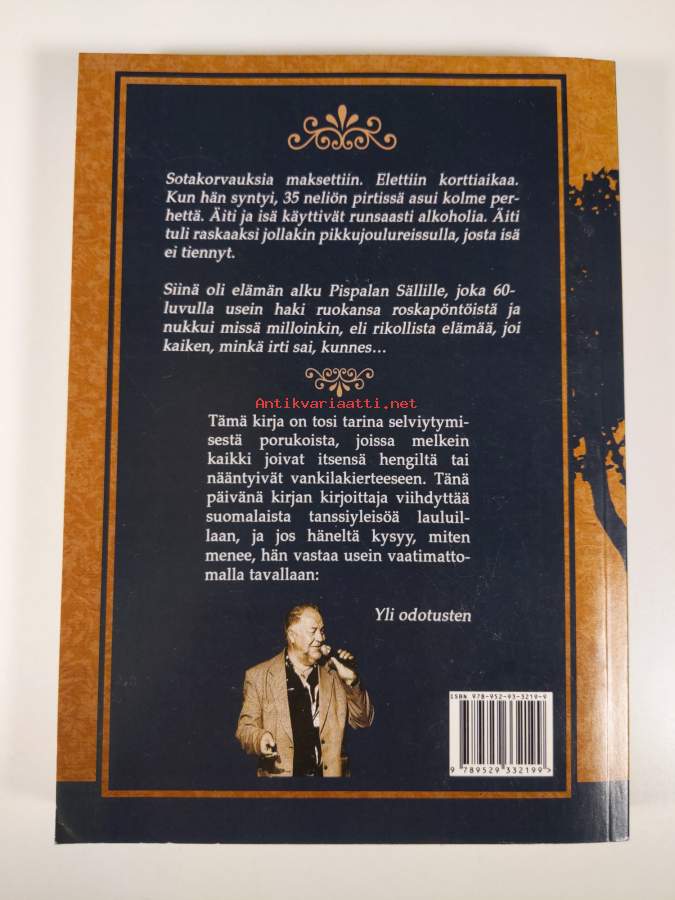 Sotakorvauksia maksettiin. Elettiin korttiaikaa.
Kun hän syntyi, 35 neliön pirtissä asui kolme per-
hettä. Äiti ja isä käyttivät runsaasti alkoholia. Äiti
tuli raskaaksi jollakin pikkujoulureissulla, josta isä
ei tiennyt.
Siinä oli elämän alku Pispalan Sällille, joka 60-
luvulla usein haki ruokansa roskapöntöistä ja
nukkui missä milloinkin, eli rikollista elämää, joi
kaiken, minkä irti sai, kunnes...
Antikvariaatti.net
Tämä kirja on tosi tarina selviytymi-
sestä porukoista, joissa melkein
kaikki joivat itsensä hengiltä tai
nääntyivät vankilakierteeseen. Tänä
päivänä kirjan kirjoittaja viihdyttää
suomalaista tanssiyleisöä lauluil-
laan, ja jos häneltä kysyy, miten
menee, hän vastaa usein vaatimatto-
malla tavallaan:
Yli odotusten
ISBN 978-952-93-3219-9
9 789529 332199>